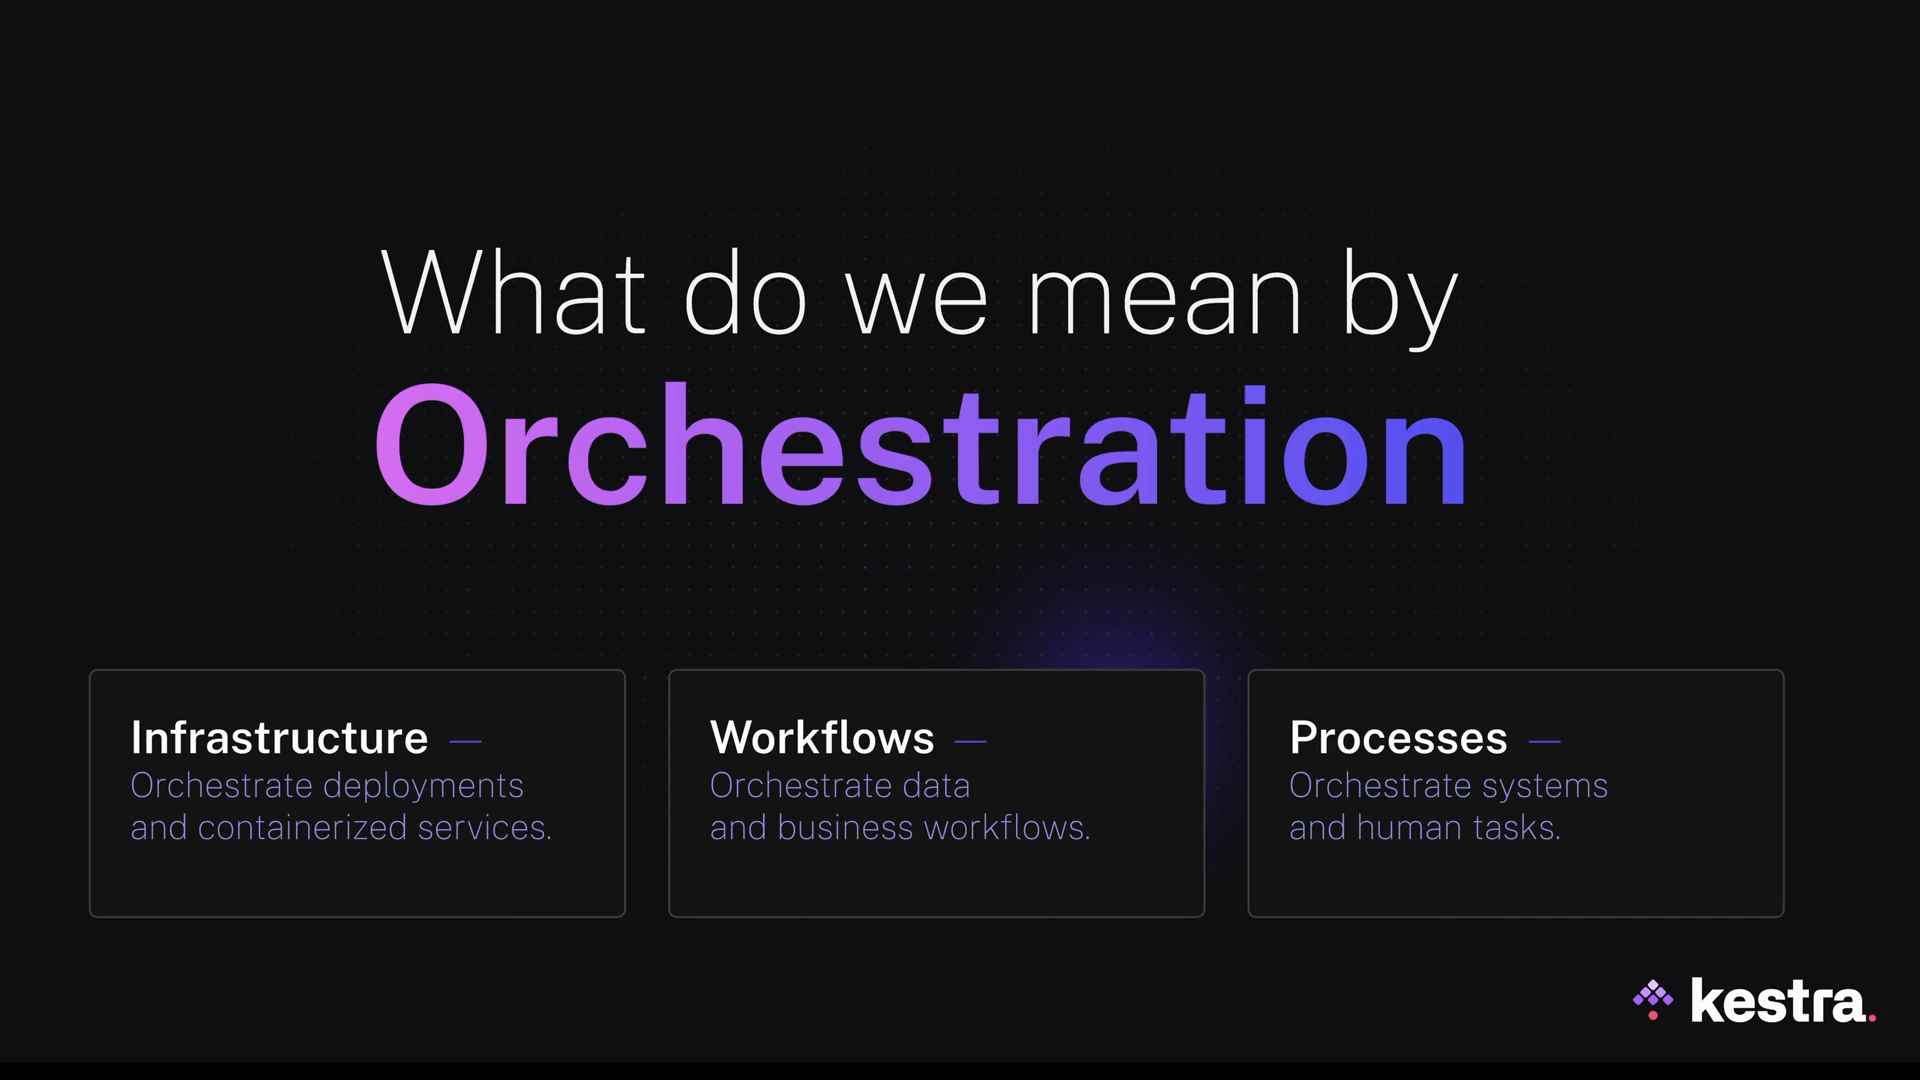 What do we mean by
Orchestration
Infrastructure —
Orchestrate deployments
and containerized services.
Workflows —
Orchestrate data
and business workflows.
Processes —
Orchestrate systems
and human tasks.
kestra.